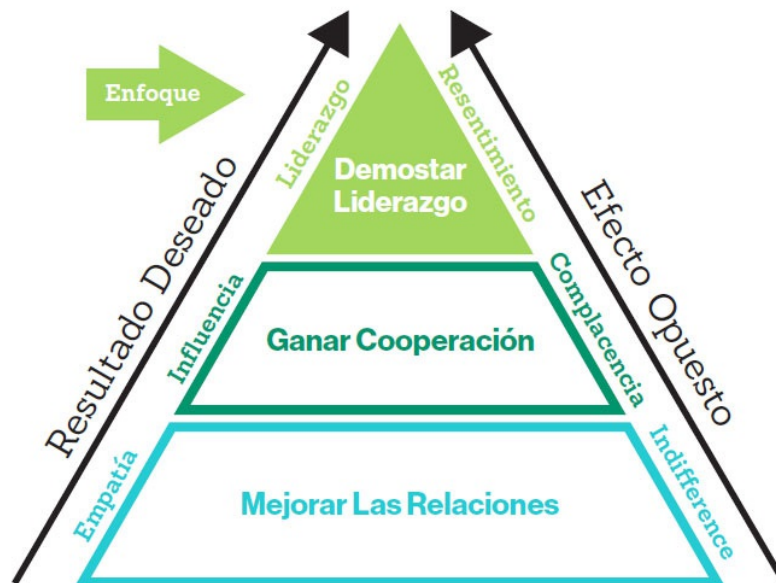 Enfoque
Resultado Deseado
Efecto Opuesto
Liderazgo
Resentimiento
Demostar
Liderazgo
Influencia
Complacencia
Ganar Cooperación
Empatía
Indifference
Mejorar Las Relaciones